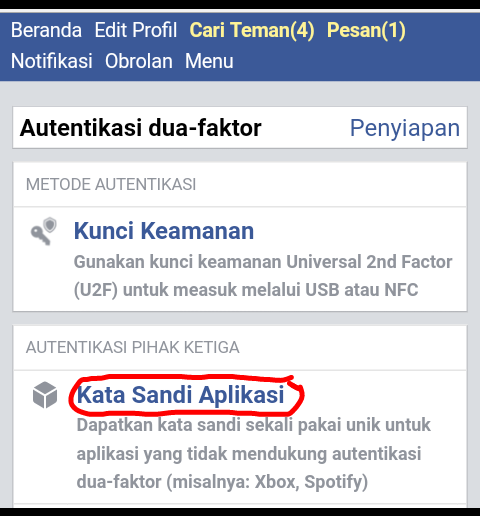 Beranda Edit Profil Cari Teman(4) Pesan(1)
Notifikasi Obrolan Menu
Autentikasi dua-faktor Penyiapan
METODE AUTENTIKASI
Kunci Keamanan
Gunakan kunci keamanan Universal 2nd Factor
(U2F) untuk measuk melalui USB atau NFC
AUTENTIKASI PIHAK KETIGA
Kata Sandi Aplikasi
Dapatkan kata sandi sekali pakai unik untuk
aplikasi yang tidak mendukung autentikasi
dua-faktor (misalnya: Xbox, Spotify)